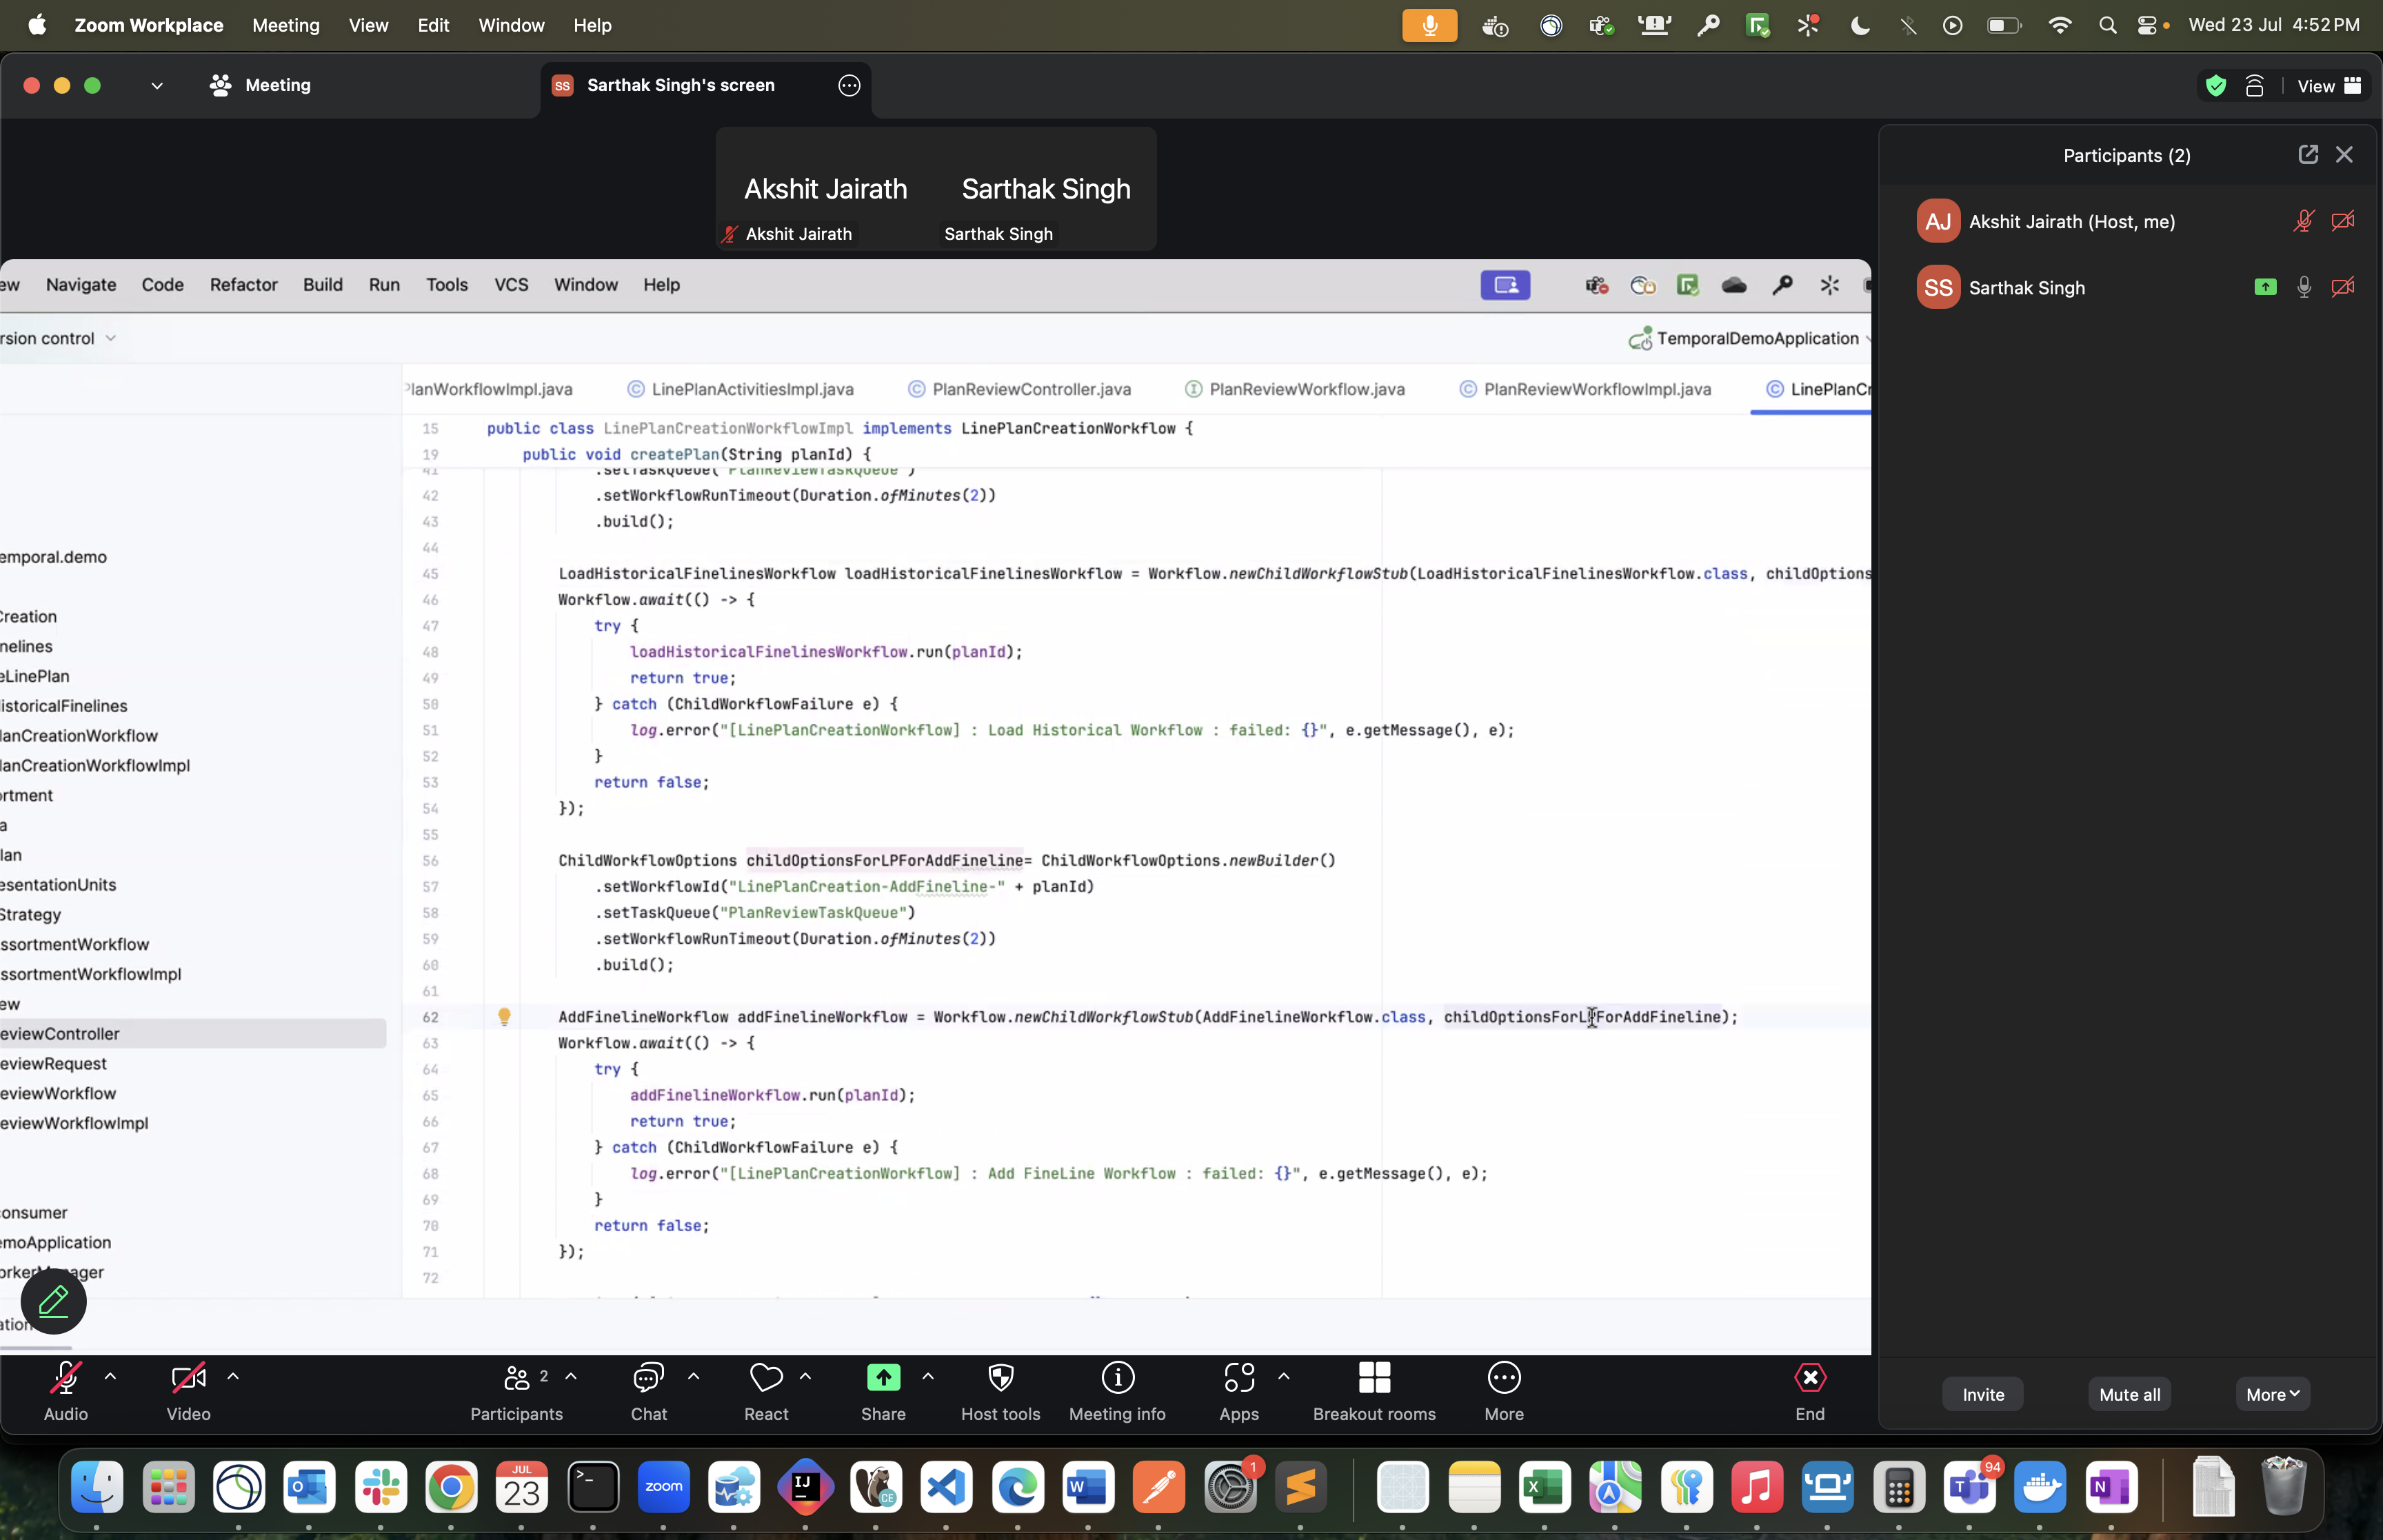 Zoom Workplace Meeting View Edit Window Help
Wed 23 Jul 4:52 PM
Meeting
SS Sarthak Singh's screen
View
Akshit Jairath Sarthak Singh
Akshit Jairath Sarthak Singh
Participants (2)
AJ Akshit Jairath (Host, me)
SS Sarthak Singh
ew Navigate Code Refactor Build Run Tools VCS Window Help
rsion control
TemporalDemoApplication
PlanWorkflowImpl.java LinePlanActivitiesImpl.java PlanReviewController.java PlanReviewWorkflow.java PlanReviewWorkflowImpl.java LinePlanCr
emporal.demo
Creation
nelines
eLinePlan
istoricalFinelines
lanCreationWorkflow
lanCreationWorkflowImpl
ortment
a
lan
esentationUnits
Strategy
ssortmentWorkflow
ssortmentWorkflowImpl
ew
eviewController
eviewRequest
eviewWorkflow
eviewWorkflowImpl
onsumer
emoApplication
ation
15 public class LinePlanCreationWorkflowImpl implements LinePlanCreationWorkflow {
19 public void createPlan(String planId) {
41 .setTaskQueue("PlanReviewTaskQueue")
42 .setWorkflowRunTimeout(Duration.ofMinutes(2))
43 .build();
44
45 LoadHistoricalFinelinesWorkflow loadHistoricalFinelinesWorkflow = Workflow.newChildWorkflowStub(LoadHistoricalFinelinesWorkflow.class, childOptions
46 Workflow.await(() -> {
47 try {
48 loadHistoricalFinelinesWorkflow.run(planId);
49 return true;
50 } catch (ChildWorkflowFailure e) {
51 log.error("[LinePlanCreationWorkflow] : Load Historical Workflow : failed: {}", e.getMessage(), e);
52 }
53 return false;
54 });
55
56 ChildWorkflowOptions childOptionsForLPForAddFineline= ChildWorkflowOptions.newBuilder()
57 .setWorkflowId("LinePlanCreation-AddFineline-" + planId)
58 .setTaskQueue("PlanReviewTaskQueue")
59 .setWorkflowRunTimeout(Duration.ofMinutes(2))
60 .build();
61
62 AddFinelineWorkflow addFinelineWorkflow = Workflow.newChildWorkflowStub(AddFinelineWorkflow.class, childOptionsForLPForAddFineline);
63 Workflow.await(() -> {
64 try {
65 addFinelineWorkflow.run(planId);
66 return true;
67 } catch (ChildWorkflowFailure e) {
68 log.error("[LinePlanCreationWorkflow] : Add FineLine Workflow : failed: {}", e.getMessage(), e);
69 }
70 return false;
71 });
72
Audio Video Participants 2 Chat React Share Host tools Meeting info Apps Breakout rooms More End
Invite Mute all More
JUL
23
zoom
IJ
CE
1
94